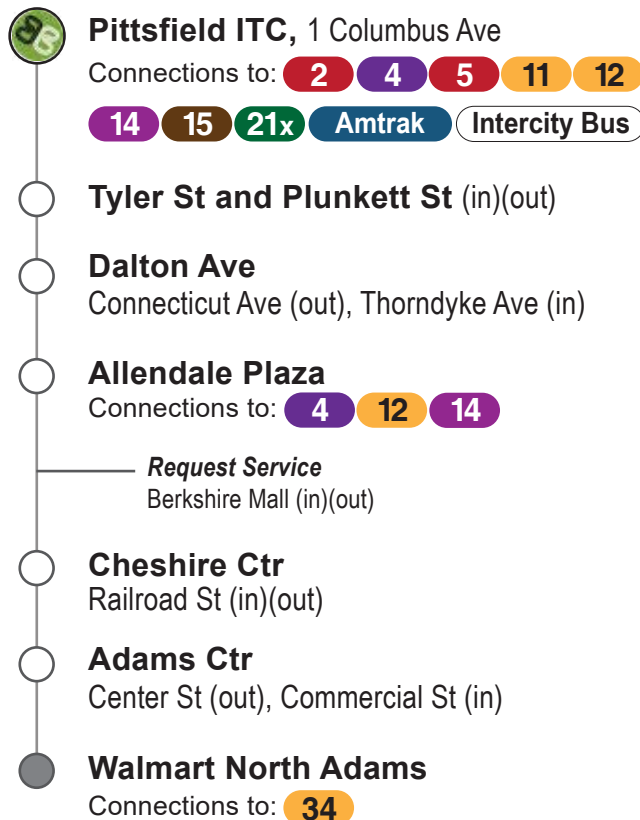 Pittsfield ITC, 1 Columbus Ave
Connections to: 2 4 5 11 12
14 15 21x Amtrak Intercity Bus
Tyler St and Plunkett St (in)(out)
Dalton Ave
Connecticut Ave (out), Thorndyke Ave (in)
Allendale Plaza
Connections to: 4 12 14
Request Service
Berkshire Mall (in)(out)
Cheshire Ctr
Railroad St (in)(out)
Adams Ctr
Center St (out), Commercial St (in)
Walmart North Adams
Connections to: 34